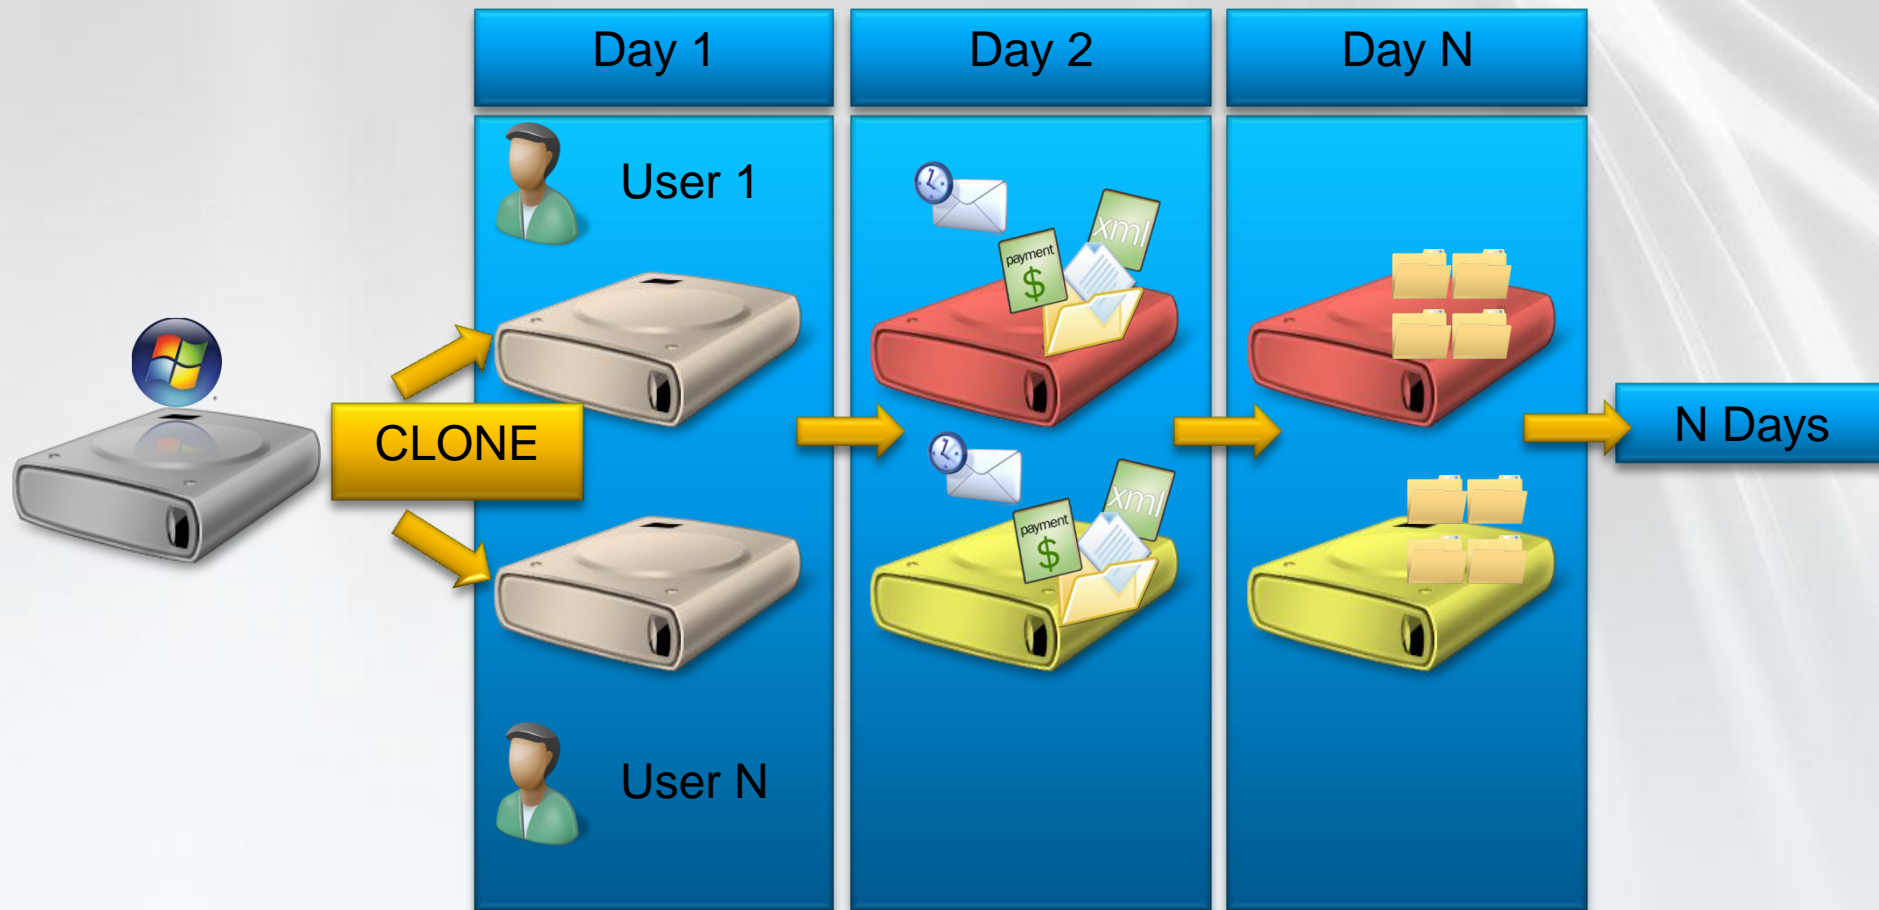 Day 1
Day 2
Day N
User 1
xml
payment
$
CLONE
N Days
xml
payment
$
User N